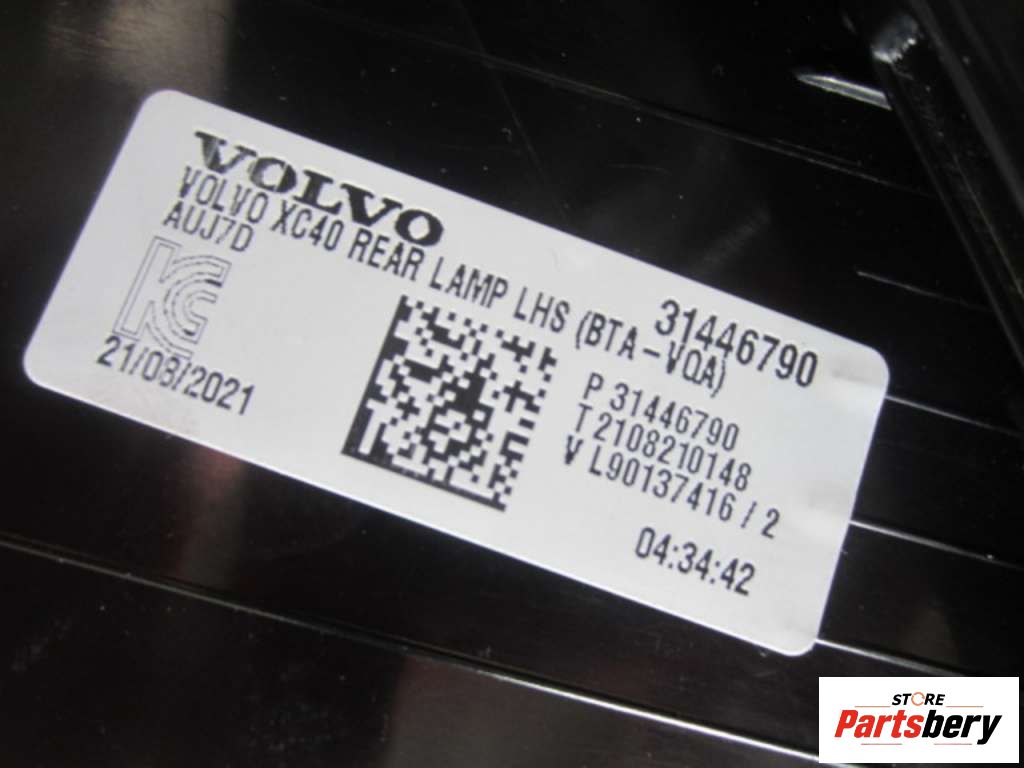 VOLVO
VOLVO XC40 REAR LAMP LHS (BTA-VQA)
AUJ7D
31446790
KC
21/08/2021
P 31446790
T 2108210148
V L90137416 / 2
04:34:42
STORE
Partsbery